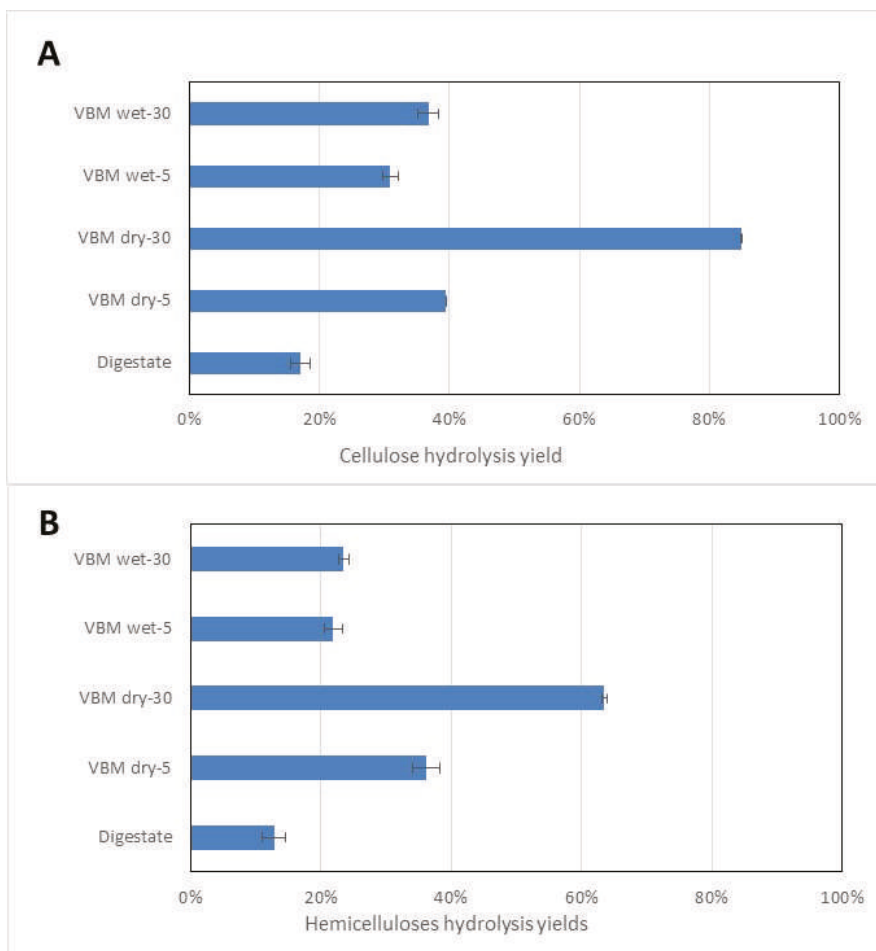 A
VBM wet-30
VBM wet-5
VBM dry-30
VBM dry-5
Digestate
0% 20% 40% 60% 80% 100%
Cellulose hydrolysis yield
B
VBM wet-30
VBM wet-5
VBM dry-30
VBM dry-5
Digestate
0% 20% 40% 60% 80% 100%
Hemicelluloses hydrolysis yields